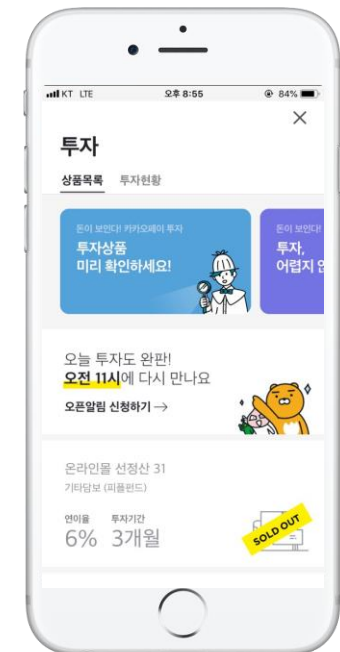 KT LTE 오후 8:55 84%
투자
상품목록 투자현황
돈이 보인다! 카카오페이 투자
투자상품
미리 확인하세요!
돈이 보인다!
투자,
어렵지 않
오늘 투자도 완판!
오전 11시에 다시 만나요
오픈알림 신청하기 →
온라인몰 선정산 31
기타담보 (피플펀드)
연이율 투자기간
6% 3개월
SOLD OUT